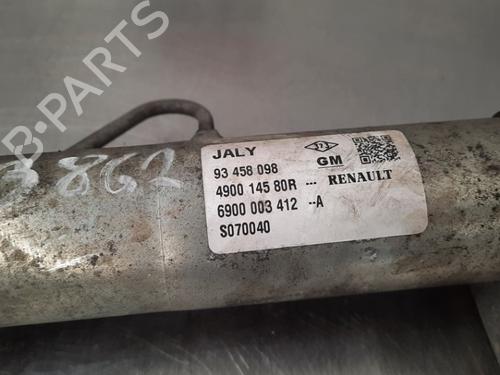 B-PARTS
3862
JALY
GM
93 458 098
4900 145 80R --- RENAULT
6900 003 412 --A
S070040